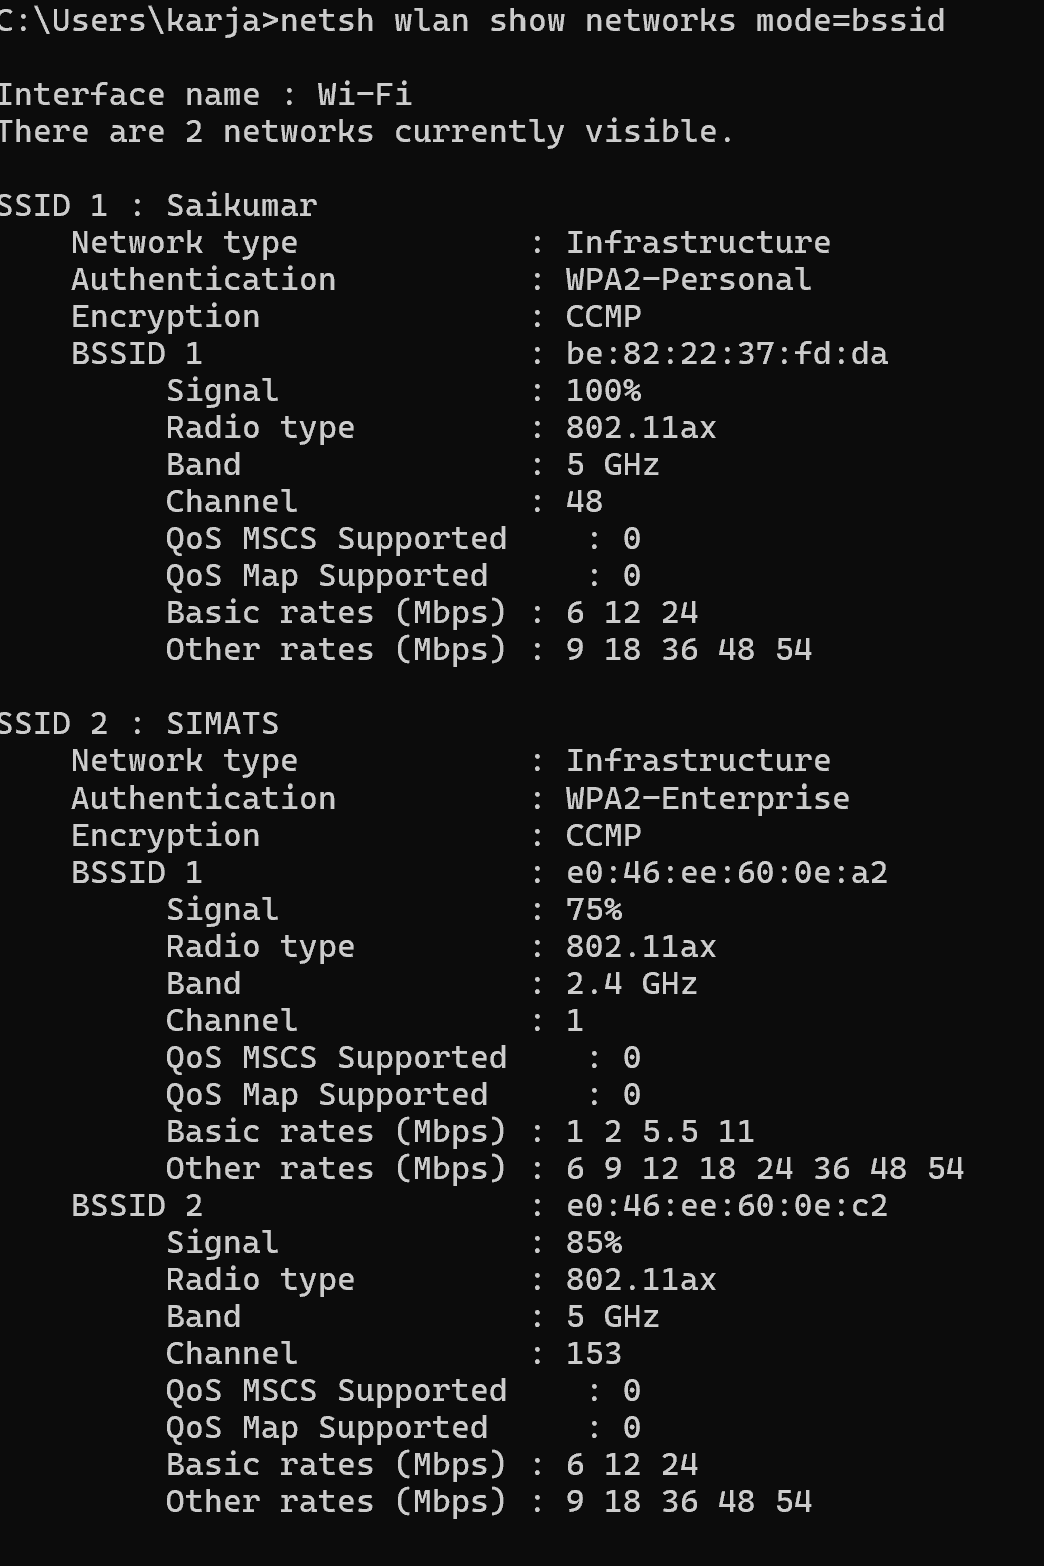 C:\Users\karja>netsh wlan show networks mode=bssid
Interface name : Wi-Fi
There are 2 networks currently visible.
SSID 1 : Saikumar
Network type : Infrastructure
Authentication : WPA2-Personal
Encryption : CCMP
BSSID 1 : be:82:22:37:fd:da
Signal : 100%
Radio type : 802.11ax
Band : 5 GHz
Channel : 48
QoS MSCS Supported : 0
QoS Map Supported : 0
Basic rates (Mbps) : 6 12 24
Other rates (Mbps) : 9 18 36 48 54
SSID 2 : SIMATS
Network type : Infrastructure
Authentication : WPA2-Enterprise
Encryption : CCMP
BSSID 1 : e0:46:ee:60:0e:a2
Signal : 75%
Radio type : 802.11ax
Band : 2.4 GHz
Channel : 1
QoS MSCS Supported : 0
QoS Map Supported : 0
Basic rates (Mbps) : 1 2 5.5 11
Other rates (Mbps) : 6 9 12 18 24 36 48 54
BSSID 2 : e0:46:ee:60:0e:c2
Signal : 85%
Radio type : 802.11ax
Band : 5 GHz
Channel : 153
QoS MSCS Supported : 0
QoS Map Supported : 0
Basic rates (Mbps) : 6 12 24
Other rates (Mbps) : 9 18 36 48 54